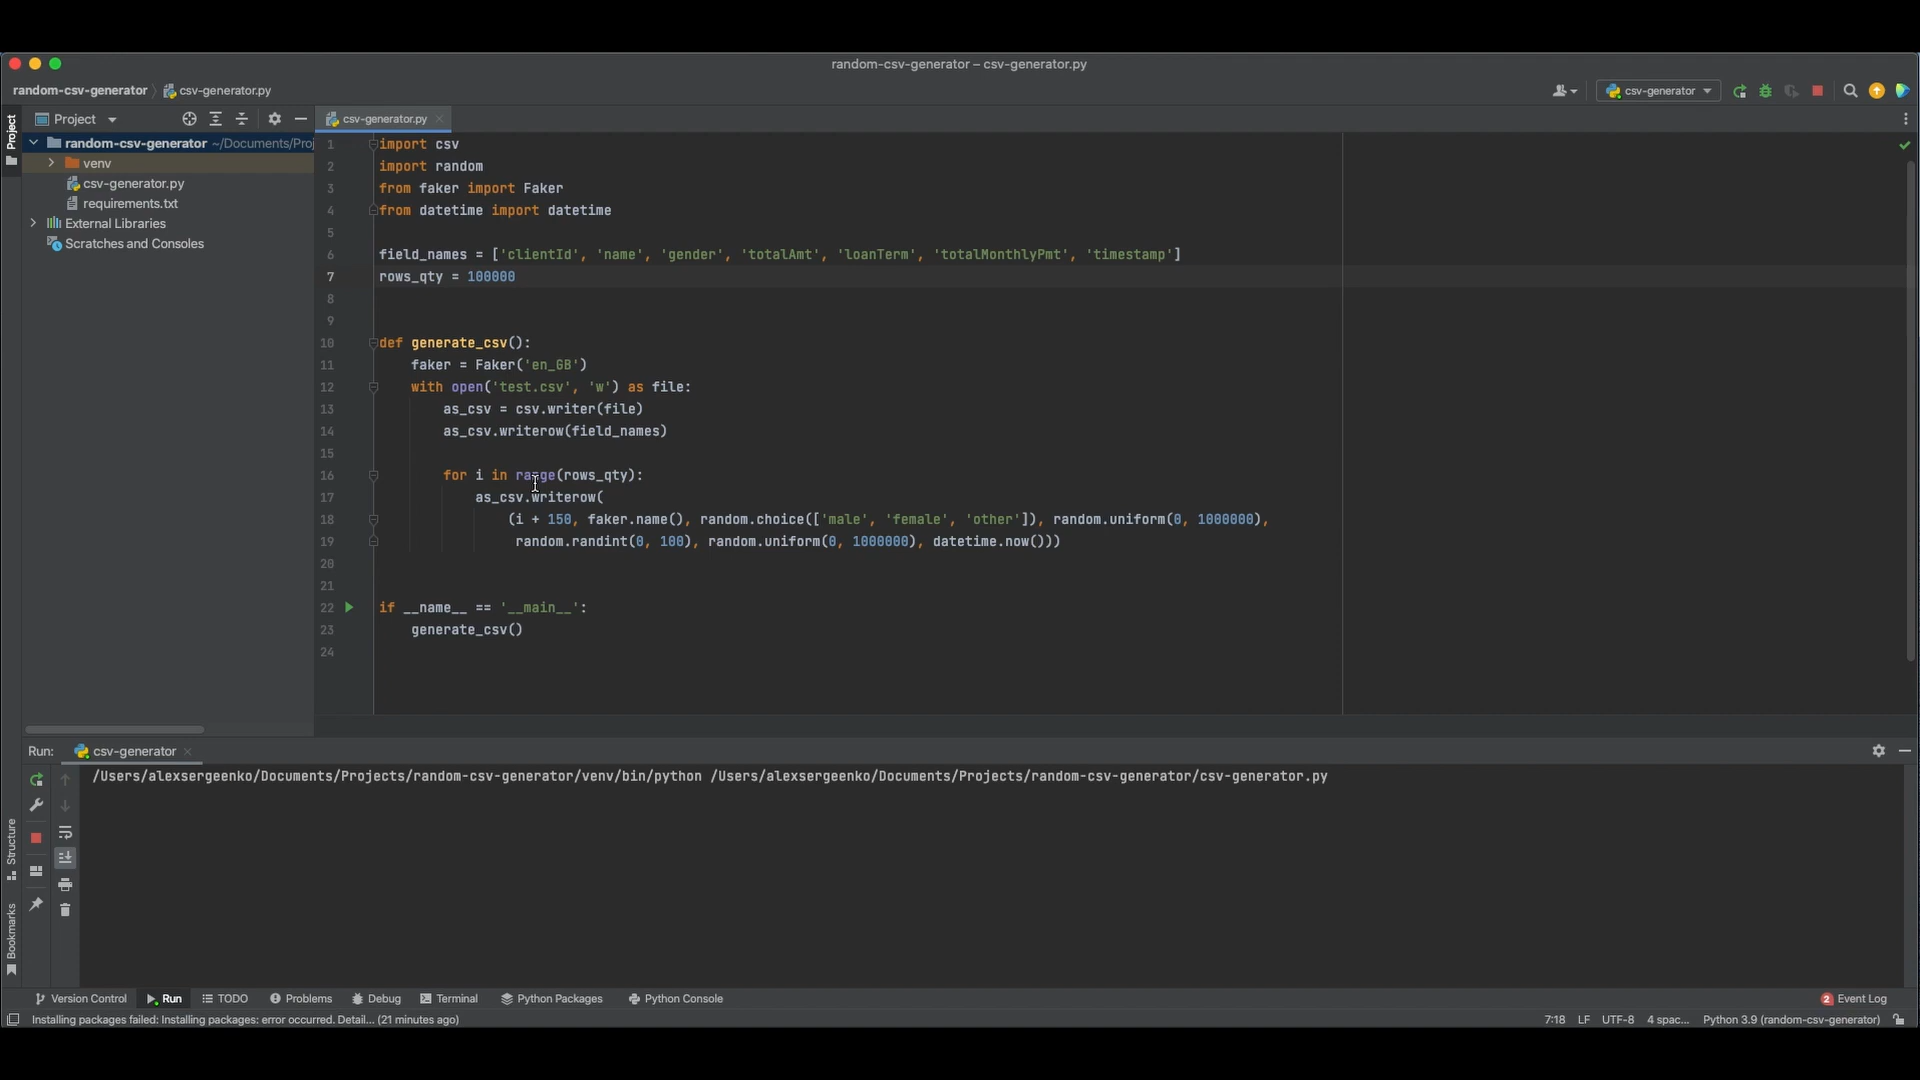 random-csv-generator – csv-generator.py
random-csv-generator csv-generator.py
csv-generator
Project
Project
csv-generator.py
random-csv-generator ~/Documents/Proj
venv
csv-generator.py
requirements.txt
External Libraries
Scratches and Consoles
1 import csv
2 import random
3 from faker import Faker
4 from datetime import datetime
5
6 field_names = ['clientId', 'name', 'gender', 'totalAmt', 'loanTerm', 'totalMonthlyPmt', 'timestamp']
7 rows_qty = 100000
8
9
10 def generate_csv():
11 faker = Faker('en_GB')
12 with open('test.csv', 'w') as file:
13 as_csv = csv.writer(file)
14 as_csv.writerow(field_names)
15
16 for i in range(rows_qty):
17 as_csv.writerow(
18 (i + 150, faker.name(), random.choice(['male', 'female', 'other']), random.uniform(0, 1000000),
19 random.randint(0, 100), random.uniform(0, 1000000), datetime.now()))
20
21
22 if __name__ == '__main__':
23 generate_csv()
24
Run: csv-generator
/Users/alexsergeenko/Documents/Projects/random-csv-generator/venv/bin/python /Users/alexsergeenko/Documents/Projects/random-csv-generator/csv-generator.py
Structure
Bookmarks
Version Control Run TODO Problems Debug Terminal Python Packages Python Console 2 Event Log
Installing packages failed: Installing packages: error occurred. Detail... (21 minutes ago) 7:18 LF UTF-8 4 spac... Python 3.9 (random-csv-generator)